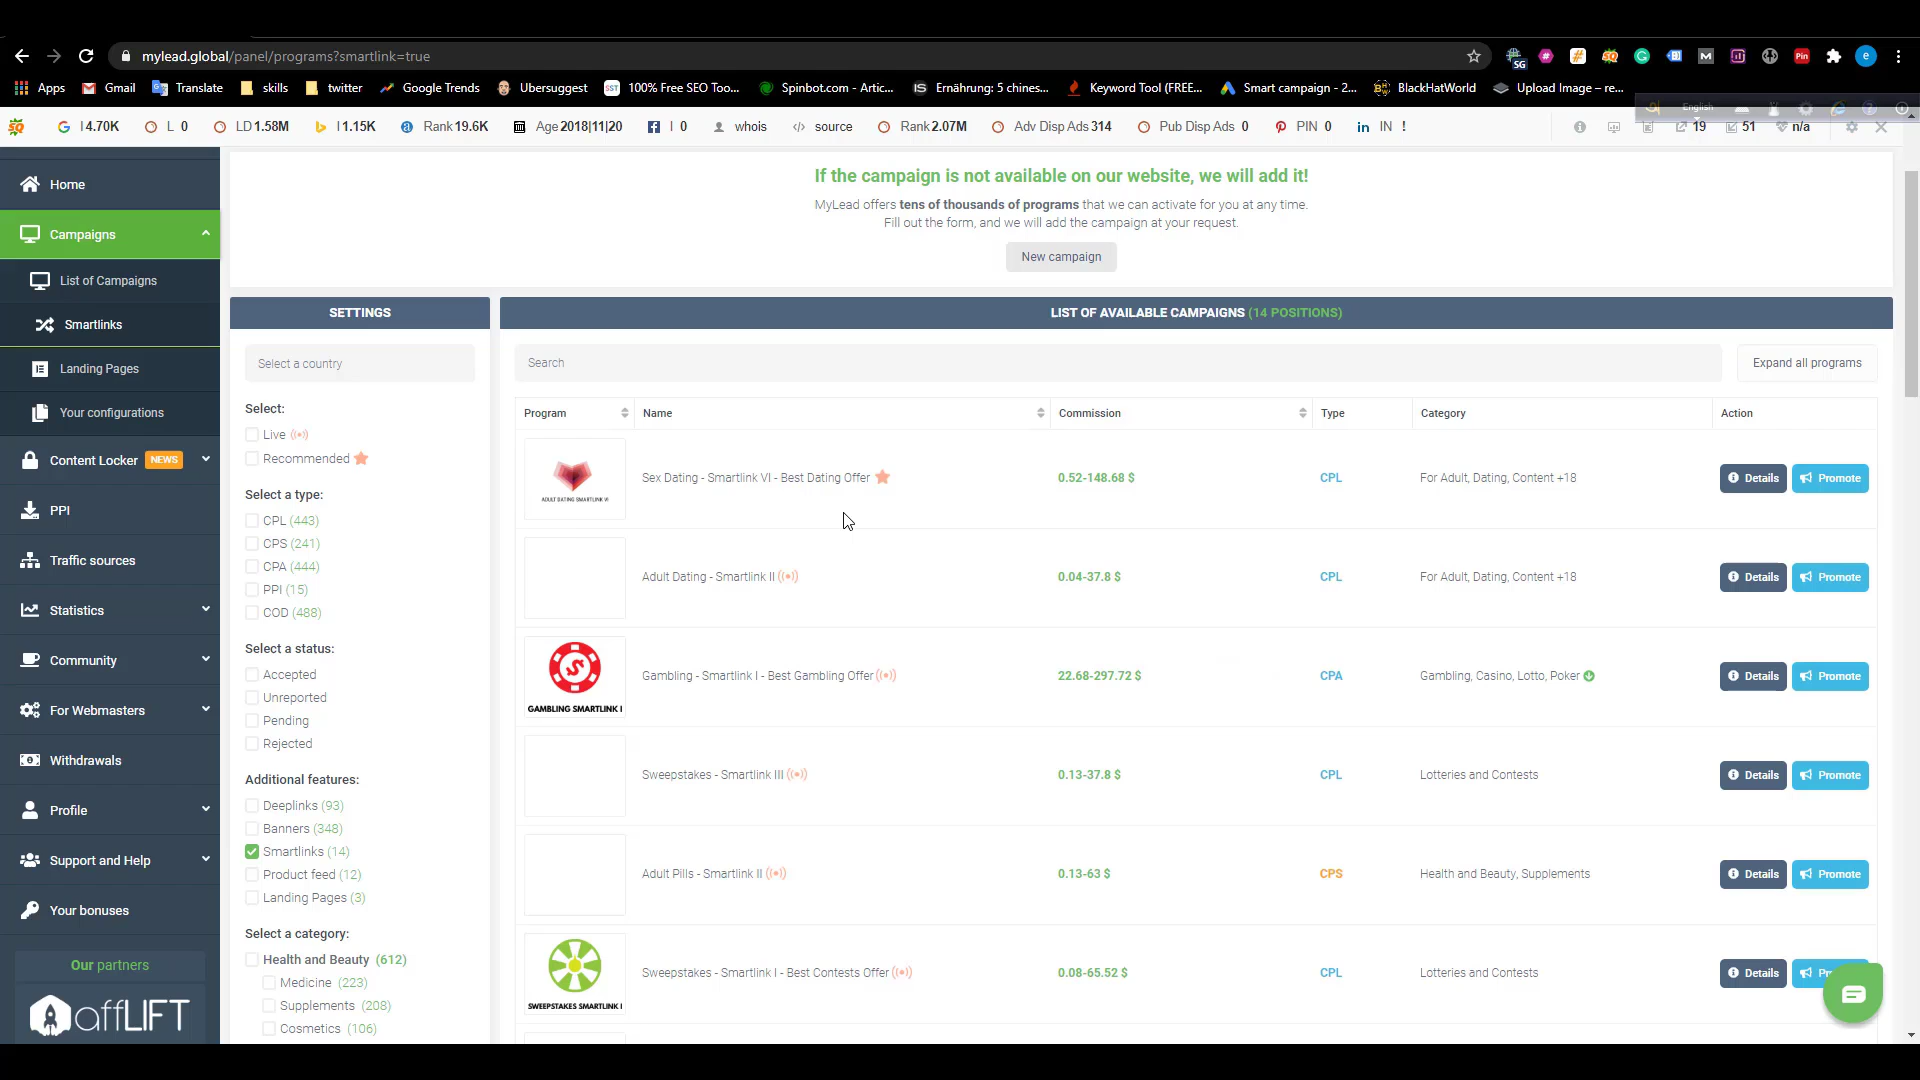 mylead.global/panel/programs?smartlink=true
SG
Pin
e
Apps
Gmail
Translate
skills
twitter
Google Trends
Ubersuggest
100% Free SEO Too...
Spinbot.com - Artic...
Ernährung: 5 chines...
Keyword Tool (FREE...
Smart campaign - 2...
BlackHatWorld
Upload Image – re...
English
I 4.70K
L 0
LD 1.58M
I 1.15K
Rank 19.6K
Age 2018|11|20
I 0
whois
source
Rank 2.07M
Adv Disp Ads 314
Pub Disp Ads 0
PIN 0
IN !
19
51
n/a
Home
Campaigns
List of Campaigns
Smartlinks
Landing Pages
Your configurations
Content Locker NEWS
PPI
Traffic sources
Statistics
Community
For Webmasters
Withdrawals
Profile
Support and Help
Your bonuses
Our partners
affLIFT
If the campaign is not available on our website, we will add it!
MyLead offers tens of thousands of programs that we can activate for you at any time.
Fill out the form, and we will add the campaign at your request.
New campaign
SETTINGS
Select a country
Select:
Live
Recommended
Select a type:
CPL (443)
CPS (241)
CPA (444)
PPI (15)
COD (488)
Select a status:
Accepted
Unreported
Pending
Rejected
Additional features:
Deeplinks (93)
Banners (348)
Smartlinks (14)
Product feed (12)
Landing Pages (3)
Select a category:
Health and Beauty (612)
Medicine (223)
Supplements (208)
Cosmetics (106)
LIST OF AVAILABLE CAMPAIGNS (14 POSITIONS)
Search
Expand all programs
Program Name Commission Type Category Action
ADULT DATING SMARTLINK VI
Sex Dating - Smartlink VI - Best Dating Offer 0.52-148.68 $ CPL For Adult, Dating, Content +18 Details Promote
Adult Dating - Smartlink II 0.04-37.8 $ CPL For Adult, Dating, Content +18 Details Promote
Gambling - Smartlink I - Best Gambling Offer 22.68-297.72 $ CPA Gambling, Casino, Lotto, Poker Details Promote
GAMBLING SMARTLINK I
Sweepstakes - Smartlink III 0.13-37.8 $ CPL Lotteries and Contests Details Promote
Adult Pills - Smartlink II 0.13-63 $ CPS Health and Beauty, Supplements Details Promote
Sweepstakes - Smartlink I - Best Contests Offer 0.08-65.52 $ CPL Lotteries and Contests Details
SWEEPSTAKES SMARTLINK I